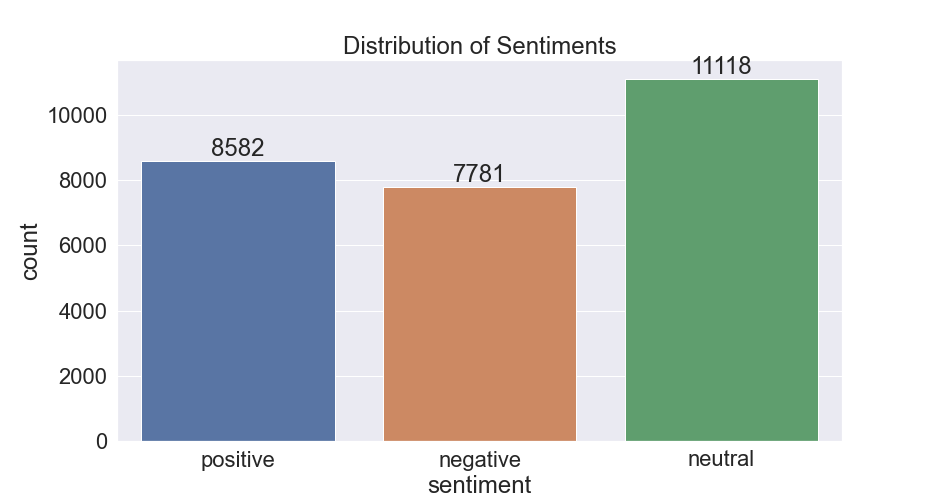 Distribution of Sentiments
11118
10000
8582
8000
7781
6000
count
4000
2000
0
positive
negative
neutral
sentiment